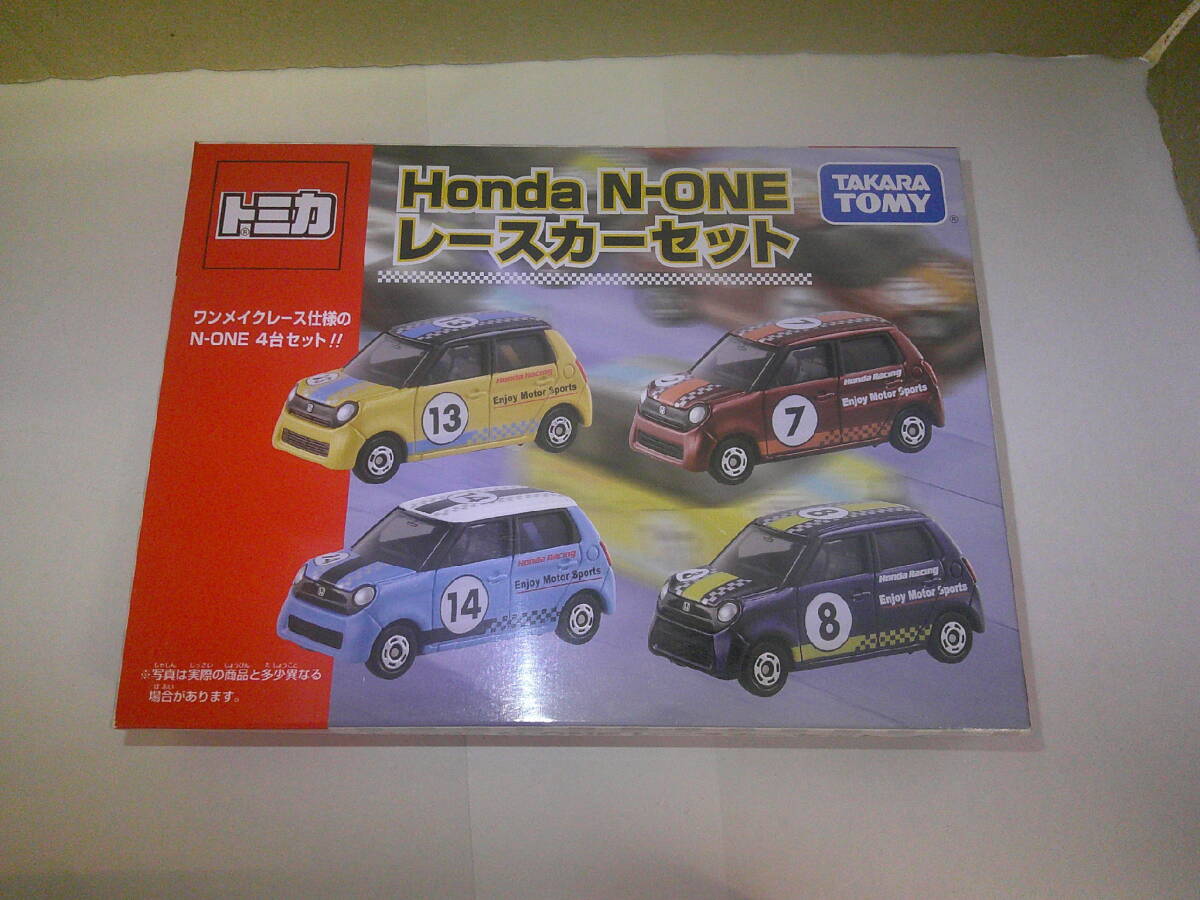 トミカ
®
Honda N-ONE
レースカーセット
TAKARA
TOMY
®
ワンメイクレース仕様の
N-ONE 4台セット!!
13
Honda Racing
Enjoy Motor Sports
7
Honda Racing
Enjoy Motor Sports
14
Honda Racing
Enjoy Motor Sports
8
Honda Racing
Enjoy Motor Sports
※写真は実際の商品と多少異なる
場合があります。